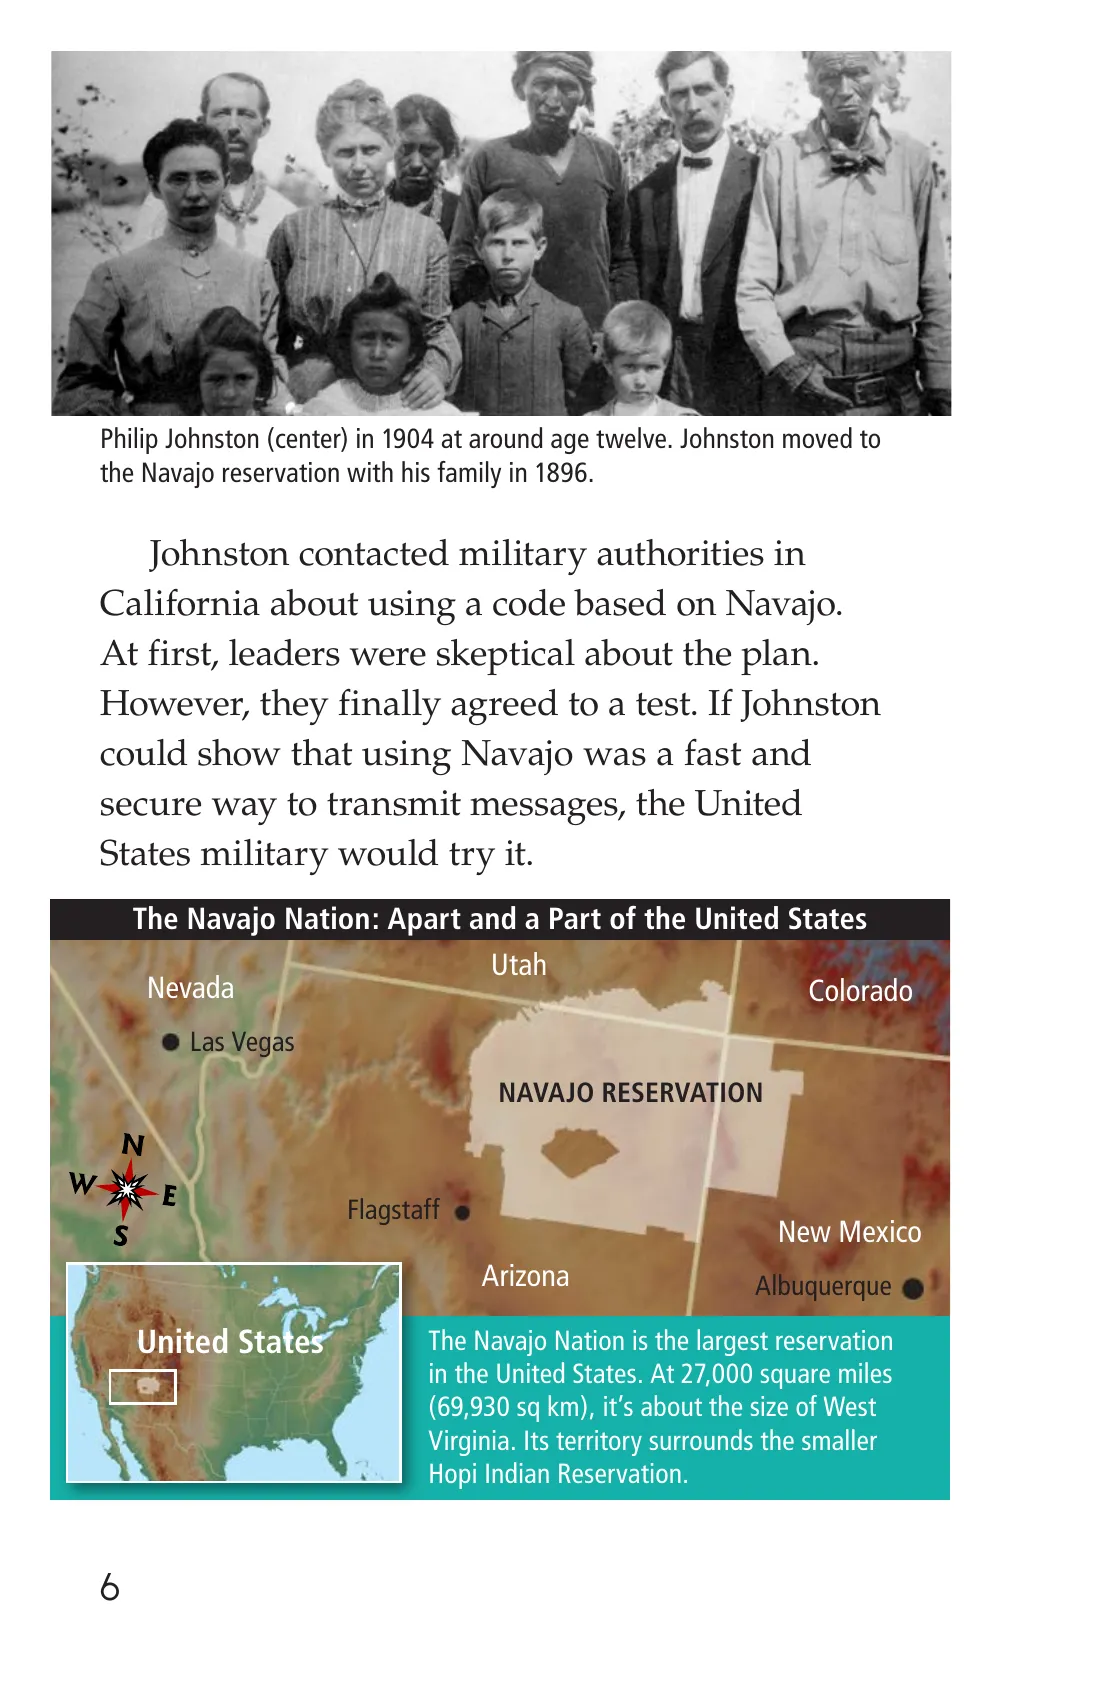 Philip Johnston (center) in 1904 at around age twelve. Johnston moved to
the Navajo reservation with his family in 1896.
Johnston contacted military authorities in
California about using a code based on Navajo.
At first, leaders were skeptical about the plan.
However, they finally agreed to a test. If Johnston
could show that using Navajo was a fast and
secure way to transmit messages, the United
States military would try it.
The Navajo Nation: Apart and a Part of the United States
Utah
Nevada
Colorado
Las Vegas
NAVAJO RESERVATION
N
W
E
S
Flagstaff
New Mexico
Arizona
Albuquerque
United States
The Navajo Nation is the largest reservation
in the United States. At 27,000 square miles
(69,930 sq km), it’s about the size of West
Virginia. Its territory surrounds the smaller
Hopi Indian Reservation.
6